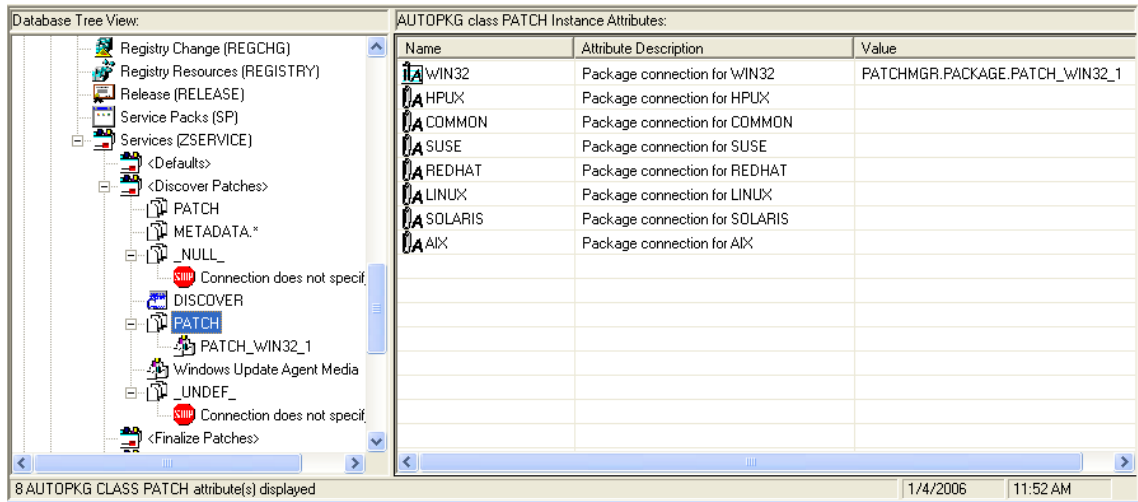 Database Tree View:
Registry Change (REGCHG)
Registry Resources (REGISTRY)
Release (RELEASE)
Service Packs (SP)
Services (ZSERVICE)
<Defaults>
<Discover Patches>
PATCH
METADATA.*
_NULL_
STOP Connection does not specif
DISCOVER
PATCH
PATCH_WIN32_1
Windows Update Agent Media
_UNDEF_
STOP Connection does not specif
<Finalize Patches>
AUTOPKG class PATCH Instance Attributes:
Name Attribute Description Value
WIN32 Package connection for WIN32 PATCHMGR.PACKAGE.PATCH_WIN32_1
HPUX Package connection for HPUX
COMMON Package connection for COMMON
SUSE Package connection for SUSE
REDHAT Package connection for REDHAT
LINUX Package connection for LINUX
SOLARIS Package connection for SOLARIS
AIX Package connection for AIX
8 AUTOPKG CLASS PATCH attribute(s) displayed 1/4/2006 11:52 AM